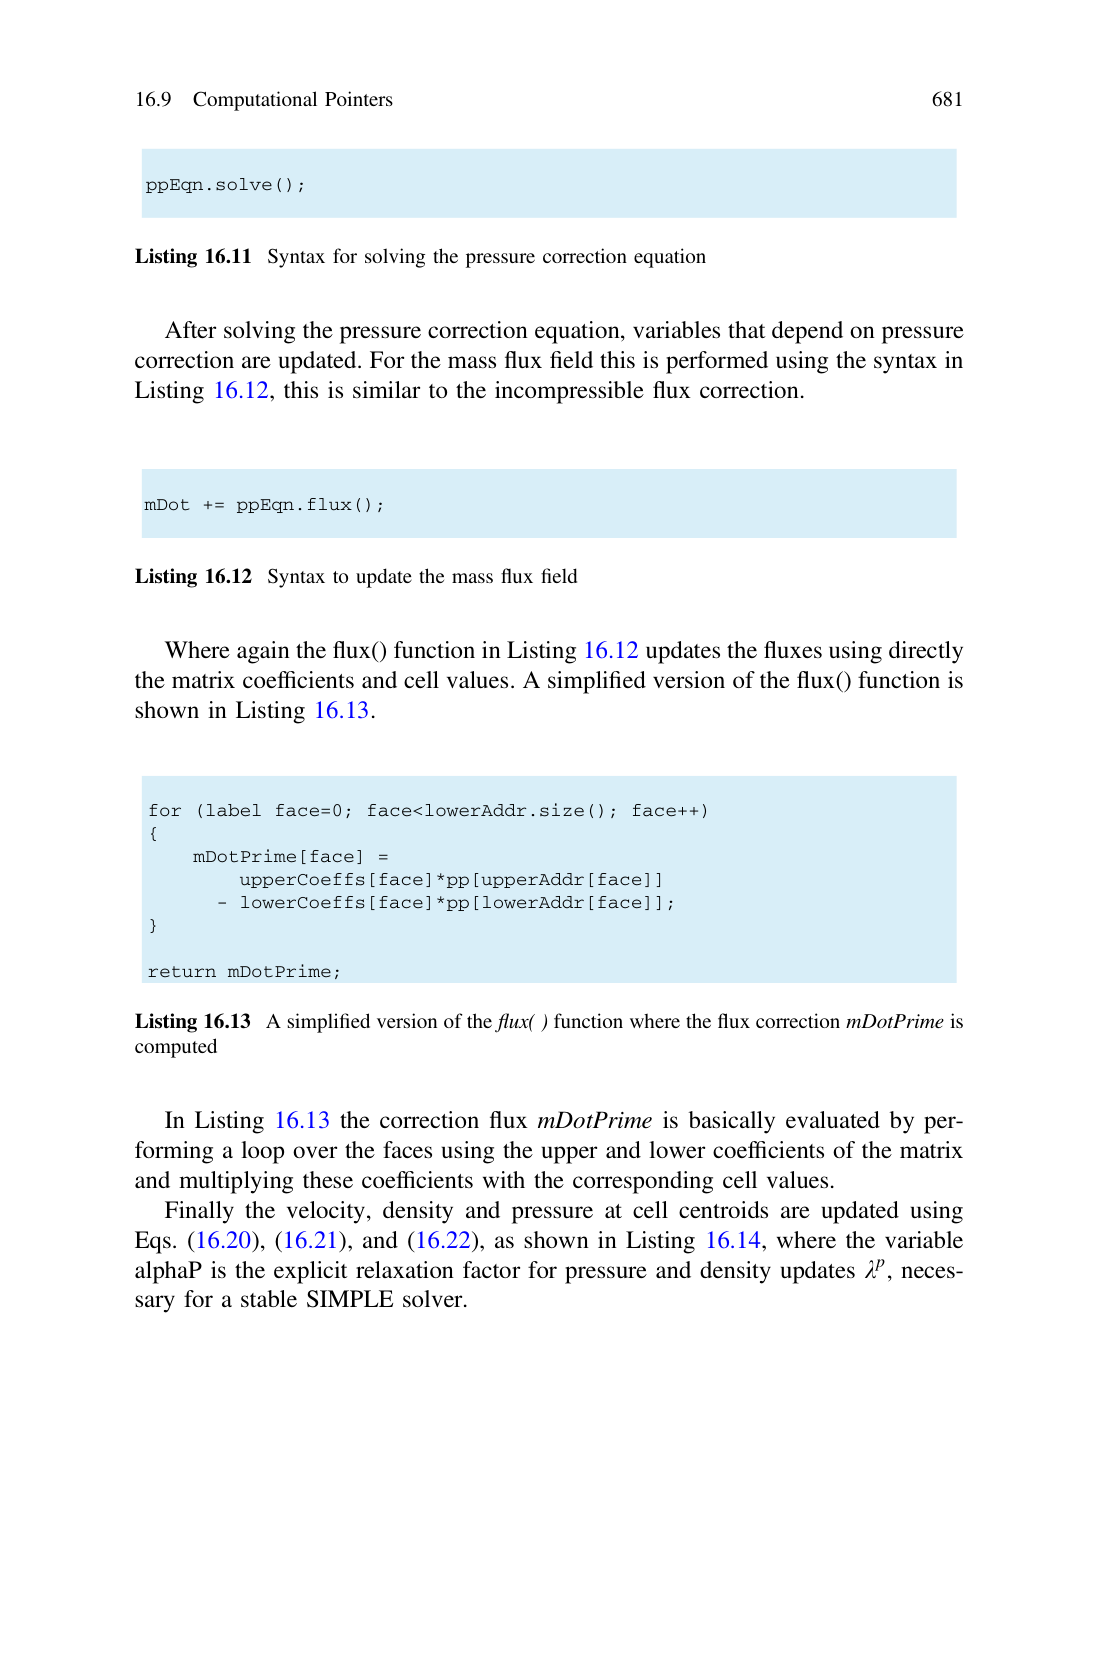 16.9 Computational Pointers 681
ppEqn.solve();
Listing 16.11 Syntax for solving the pressure correction equation
After solving the pressure correction equation, variables that depend on pressure
correction are updated. For the mass flux field this is performed using the syntax in
Listing 16.12, this is similar to the incompressible flux correction.
mDot += ppEqn.flux();
Listing 16.12 Syntax to update the mass flux field
Where again the flux() function in Listing 16.12 updates the fluxes using directly
the matrix coefficients and cell values. A simplified version of the flux() function is
shown in Listing 16.13.
for (label face=0; face<lowerAddr.size(); face++)
{
    mDotPrime[face] =
        upperCoeffs[face]*pp[upperAddr[face]]
      - lowerCoeffs[face]*pp[lowerAddr[face]];
}
return mDotPrime;
Listing 16.13 A simplified version of the flux( ) function where the flux correction mDotPrime is
computed
In Listing 16.13 the correction flux mDotPrime is basically evaluated by per-
forming a loop over the faces using the upper and lower coefficients of the matrix
and multiplying these coefficients with the corresponding cell values.
Finally the velocity, density and pressure at cell centroids are updated using
Eqs. (16.20), (16.21), and (16.22), as shown in Listing 16.14, where the variable
alphaP is the explicit relaxation factor for pressure and density updates λᵖ, neces-
sary for a stable SIMPLE solver.